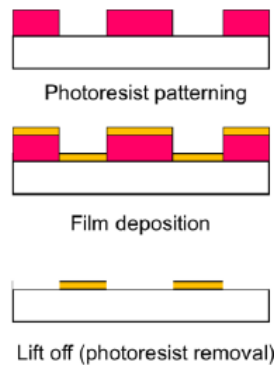 Photoresist patterning
Film deposition
Lift off (photoresist removal)